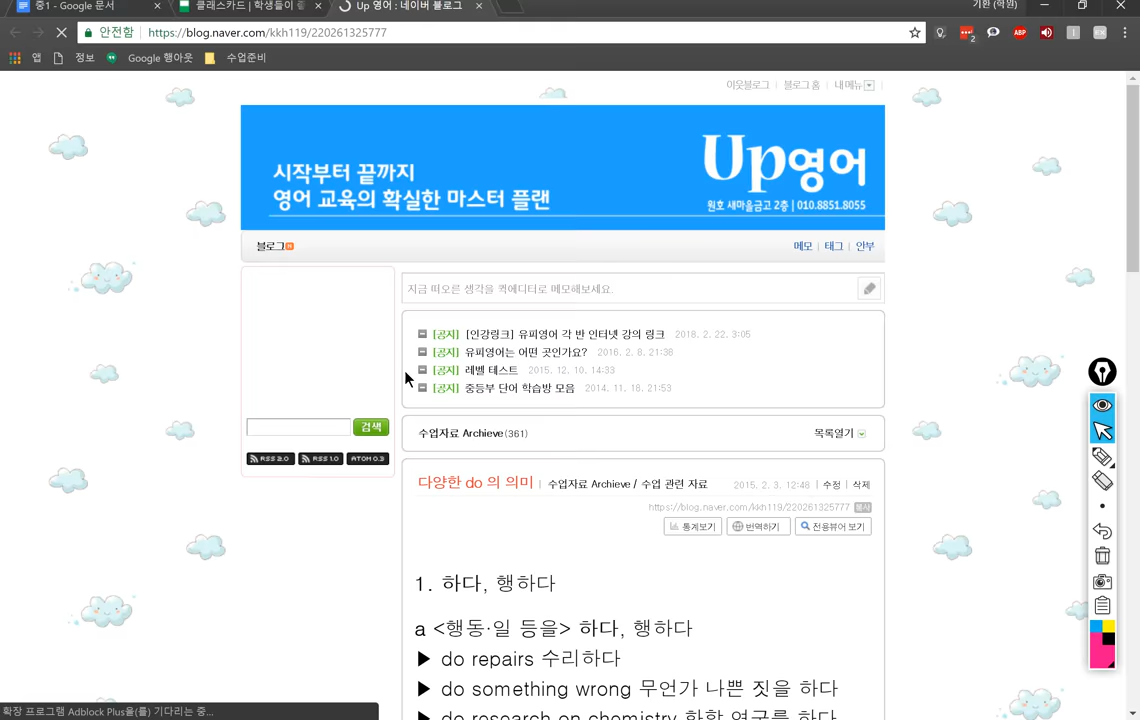 중1 - Google 문서
클래스카드 | 학생들이 줄
Up 영어 : 네이버 블로그
기환 (학원)
안전함
https://blog.naver.com/kkh119/220261325777
앱
정보
Google 행아웃
수업준비
이웃블로그 | 블로그 홈 | 내 메뉴
시작부터 끝까지
영어 교육의 확실한 마스터 플랜
Up영어
원호 새마을금고 2층 | 010.8851.8055
블로그
메모 | 태그 | 안부
지금 떠오른 생각을 퀵에디터로 메모해보세요.
[공지] [인강링크] 유피영어 각 반 인터넷 강의 링크 2018. 2. 22, 3:05
[공지] 유피영어는 어떤 곳인가요? 2016. 2. 8, 21:38
[공지] 레벨 테스트 2015. 12. 10, 14:33
[공지] 중등부 단어 학습방 모음 2014. 11. 18, 21:53
검색
RSS 2.0 RSS 1.0 ATOM 0.3
수업자료 Archieve (361)
목록열기
다양한 do 의 의미 | 수업자료 Archieve / 수업 관련 자료
2015. 2. 3. 12:48 | 수정 | 삭제
https://blog.naver.com/kkh119/220261325777 복사
통계보기 번역하기 전용뷰어 보기
1. 하다, 행하다
a <행동·일 등을> 하다, 행하다
▶ do repairs 수리하다
▶ do something wrong 무언가 나쁜 짓을 하다
▶ do research on chemistry 화학 연구를 하다
확장 프로그램 Adblock Plus을(를) 기다리는 중...